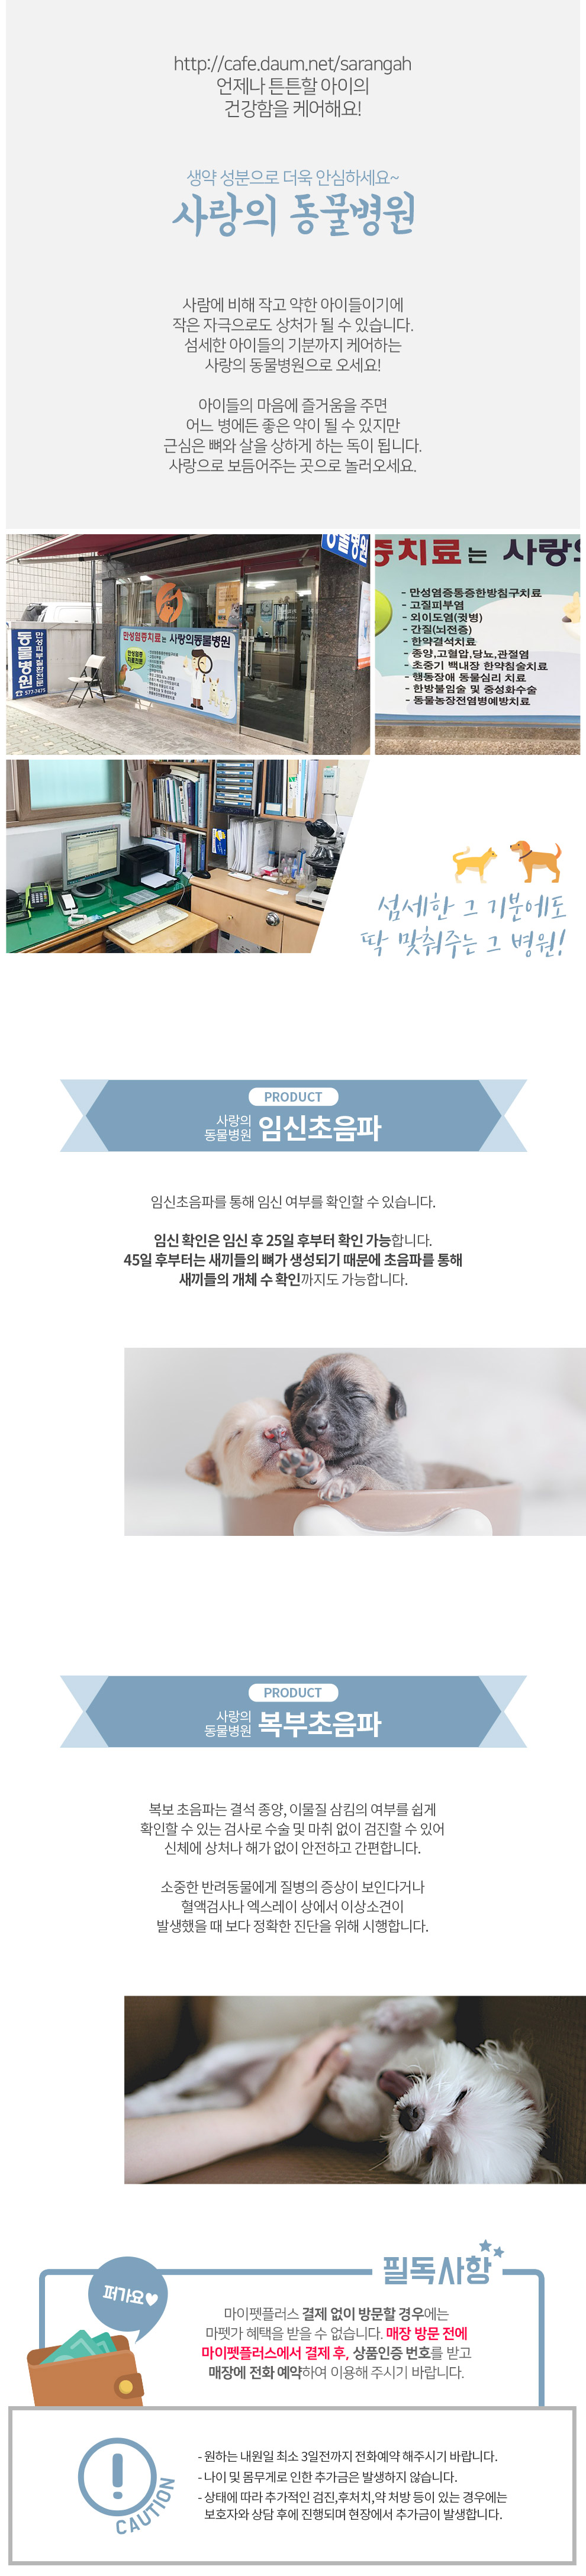 http://cafe.daum.net/sarangah
언제나 튼튼할 아이의
건강함을 케어해요!
생약 성분으로 더욱 안심하세요~
사랑의 동물병원
사람에 비해 작고 약한 아이들이기에
작은 자극으로도 상처가 될 수 있습니다.
섬세한 아이들의 기분까지 케어하는
사랑의 동물병원으로 오세요!
아이들의 마음에 즐거움을 주면
어느 병에든 좋은 약이 될 수 있지만
근심은 뼈와 살을 상하게 하는 독이 됩니다.
사랑으로 보듬어주는 곳으로 놀러오세요.
동물병원
만성피부질환전문
577-7475
만성염증치료는 사랑의동물병원
치료는 사랑의
- 만성염증통증한방침구치료
- 고질피부염
- 외이도염(귓병)
- 간질(뇌전증)
- 한약결석치료
- 종양,고혈압,당뇨,관절염
- 초중기 백내장 한약침술치료
- 행동장애 동물심리 치료
- 한방불임술 및 중성화수술
- 동물농장전염병예방치료
섬세한 그 기분에도
딱 맞춰주는 그 병원!
PRODUCT
사랑의
동물병원 임신초음파
임신초음파를 통해 임신 여부를 확인할 수 있습니다.
임신 확인은 임신 후 25일 후부터 확인 가능합니다.
45일 후부터는 새끼들의 뼈가 생성되기 때문에 초음파를 통해
새끼들의 개체 수 확인까지도 가능합니다.
PRODUCT
사랑의
동물병원 복부초음파
복보 초음파는 결석 종양, 이물질 삼킴의 여부를 쉽게
확인할 수 있는 검사로 수술 및 마취 없이 검진할 수 있어
신체에 상처나 해가 없이 안전하고 간편합니다.
소중한 반려동물에게 질병의 증상이 보인다거나
혈액검사나 엑스레이 상에서 이상소견이
발생했을 때 보다 정확한 진단을 위해 시행합니다.
필독사항
퍼가요♥
마이펫플러스 결제 없이 방문할 경우에는
마펫가 혜택을 받을 수 없습니다. 매장 방문 전에
마이펫플러스에서 결제 후, 상품인증 번호를 받고
매장에 전화 예약하여 이용해 주시기 바랍니다.
CAUTION
- 원하는 내원일 최소 3일전까지 전화예약 해주시기 바랍니다.
- 나이 및 몸무게로 인한 추가금은 발생하지 않습니다.
- 상태에 따라 추가적인 검진,후처치,약 처방 등이 있는 경우에는
보호자와 상담 후에 진행되며 현장에서 추가금이 발생합니다.